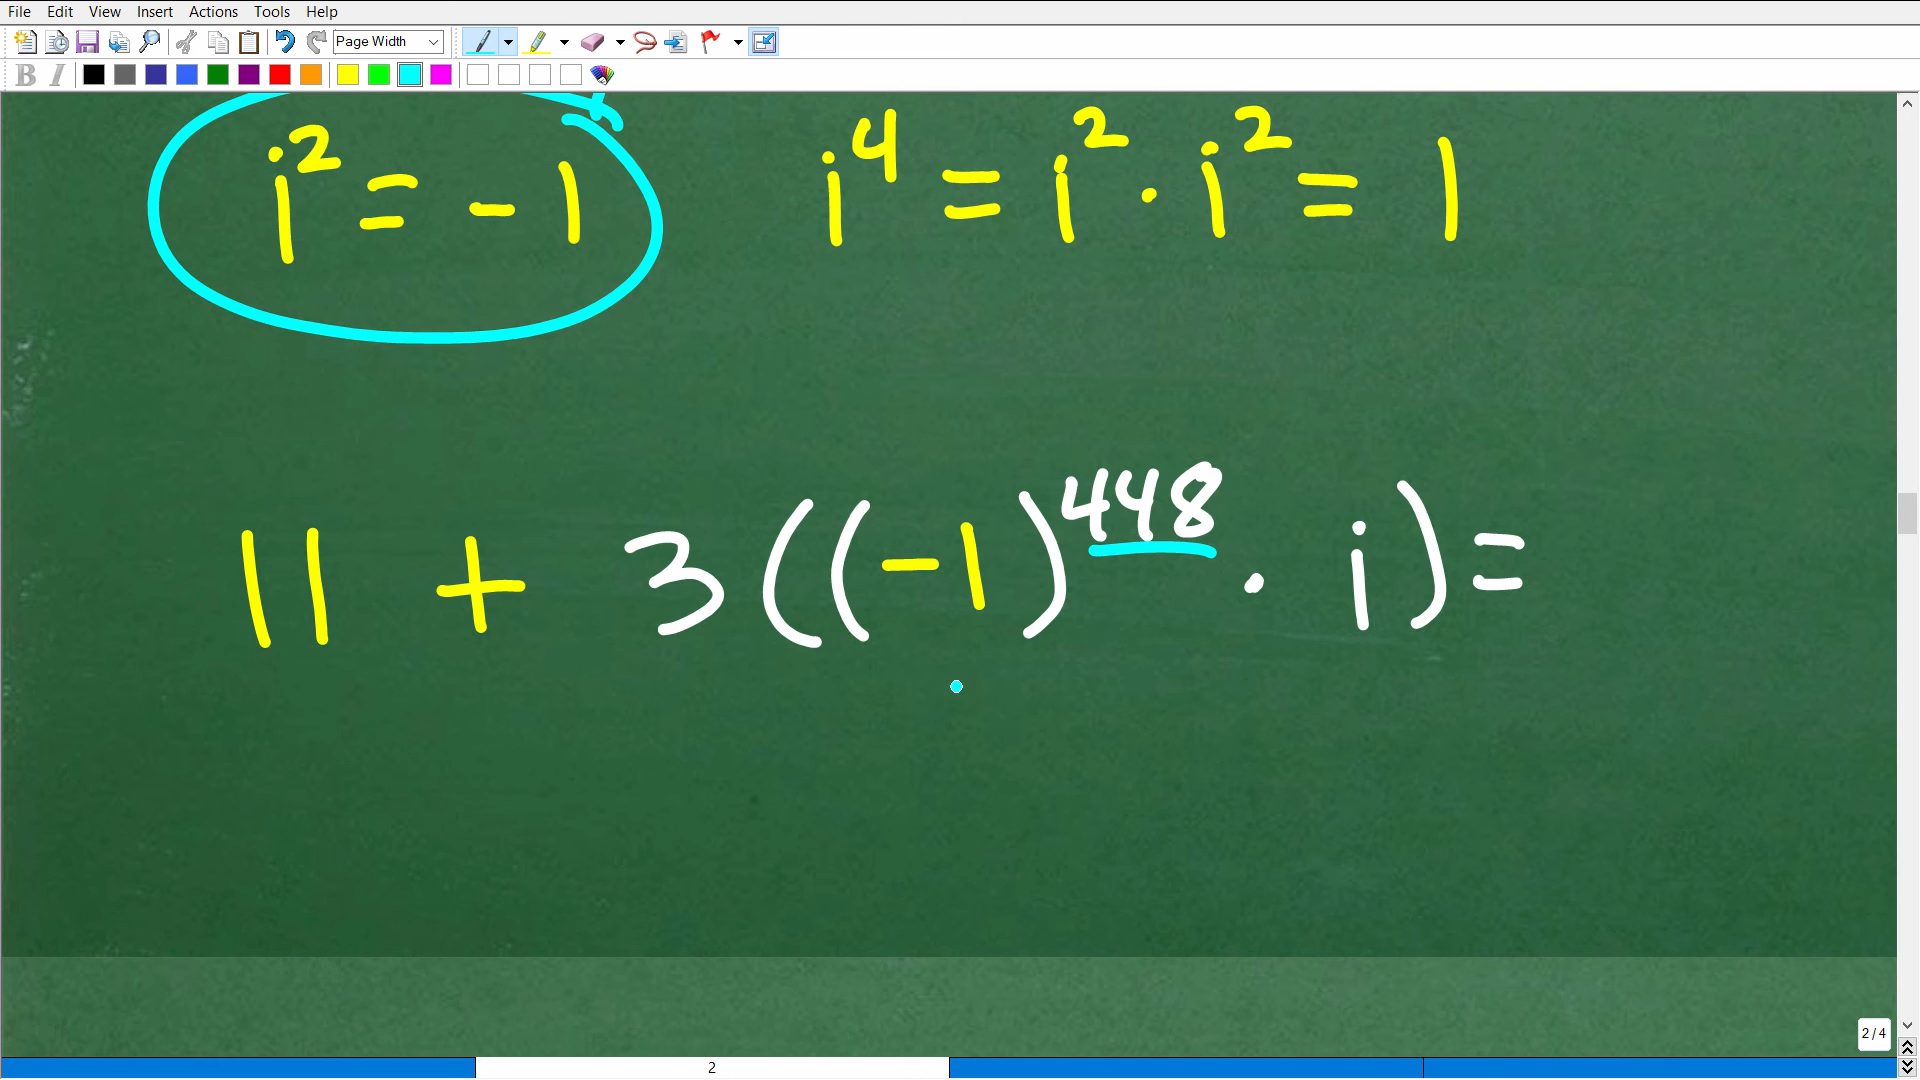 File Edit View Insert Actions Tools Help
Page Width
B I
i² = - 1
i⁴ = i² · i² = 1
11 + 3((-1)⁴⁴⁸ · i) =
2 / 4
2